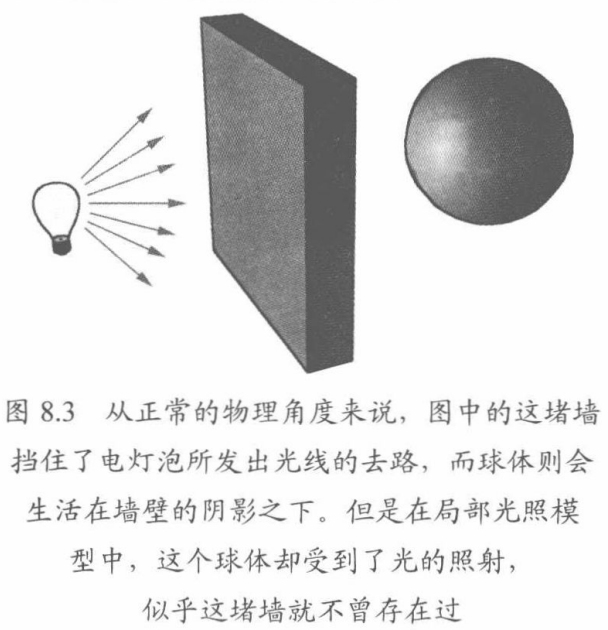 图 8.3 从正常的物理角度来说，图中的这堵墙
挡住了电灯泡所发出光线的去路，而球体则会
生活在墙壁的阴影之下。但是在局部光照模
型中，这个球体却受到了光的照射，
似乎这堵墙就不曾存在过